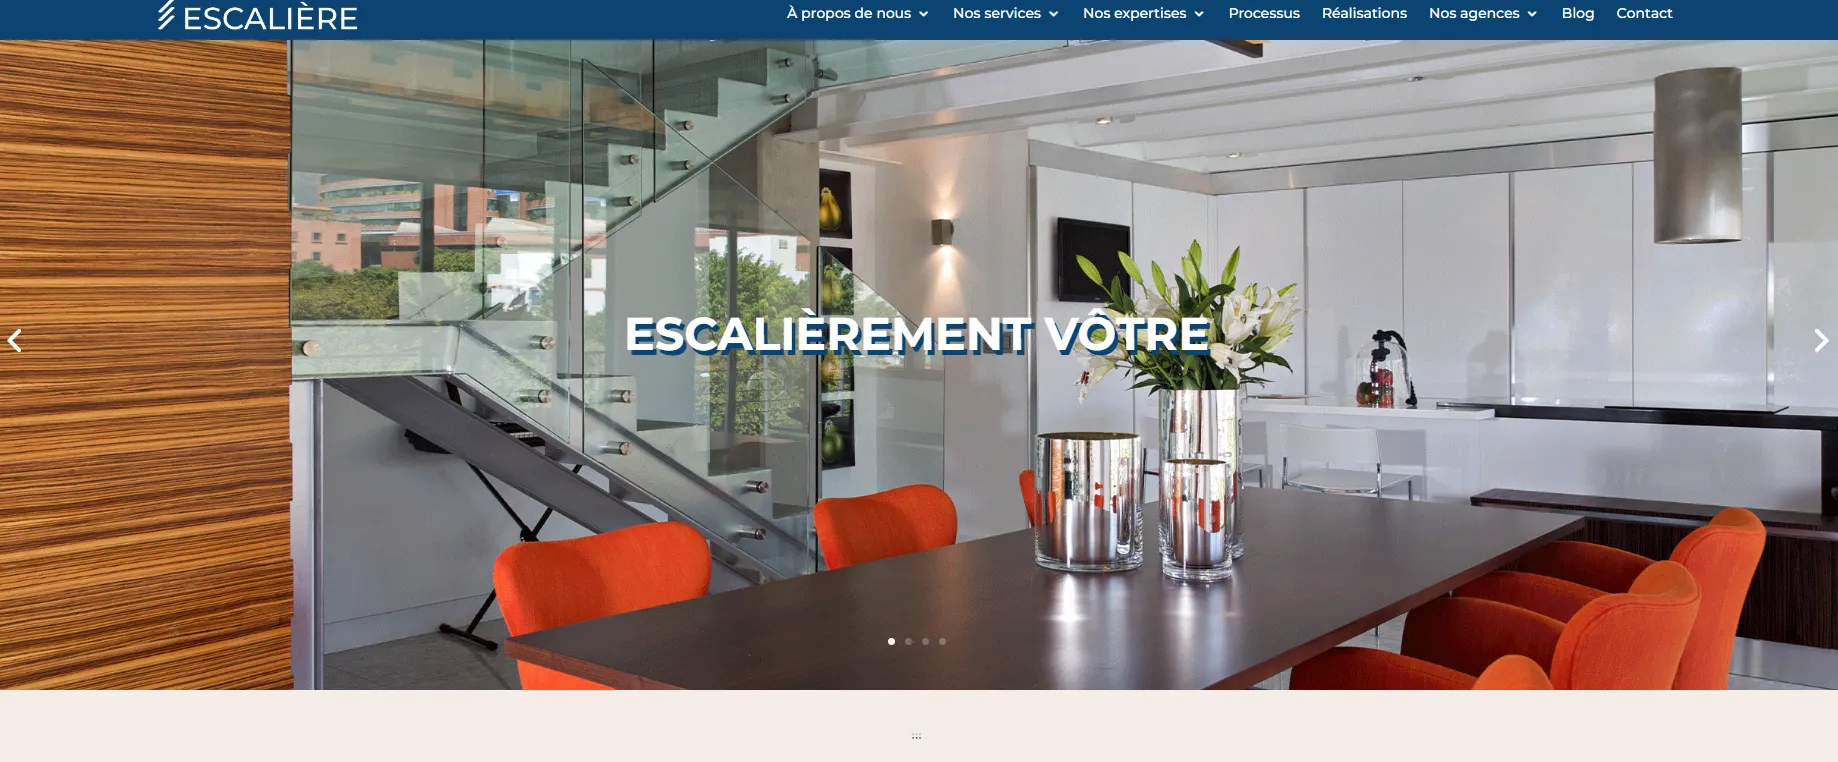 ESCALIÈRE
À propos de nous
Nos services
Nos expertises
Processus
Réalisations
Nos agences
Blog
Contact
ESCALIÈREMENT VÔTRE